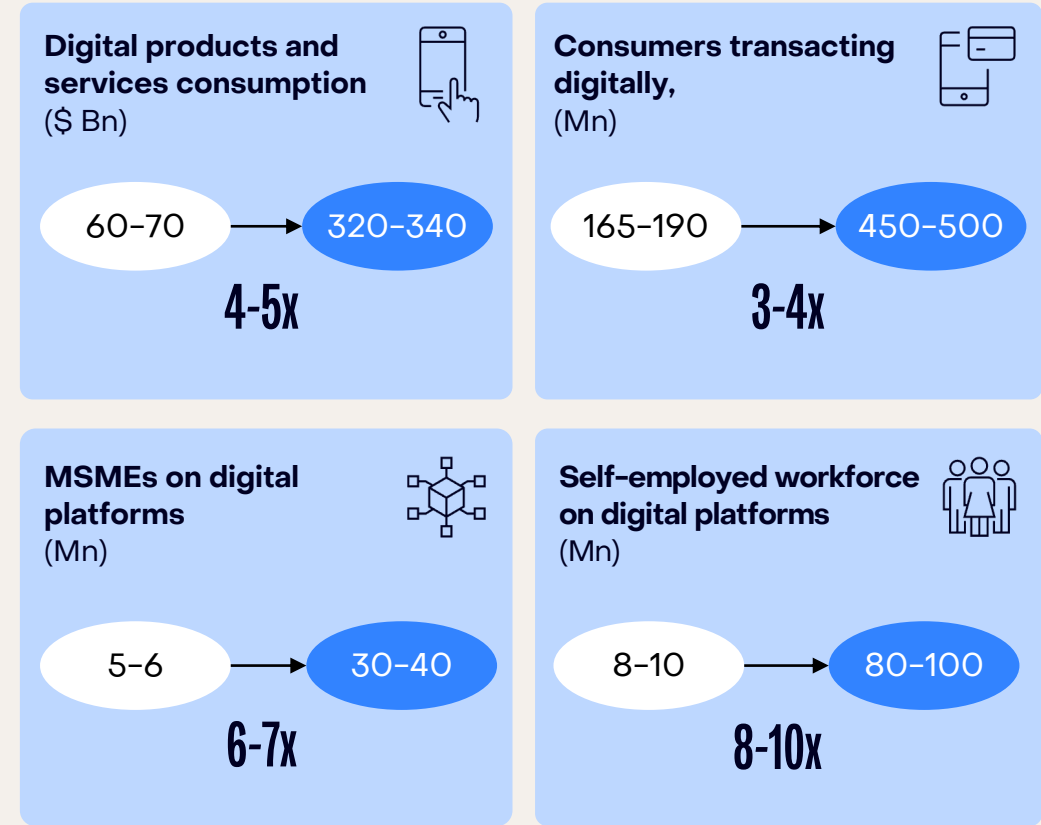 Digital products and
services consumption
($ Bn)
60–70
320–340
4-5x
Consumers transacting
digitally,
(Mn)
165–190
450–500
3-4x
MSMEs on digital
platforms
(Mn)
5–6
30–40
6-7x
Self-employed workforce
on digital platforms
(Mn)
8–10
80–100
8-10x